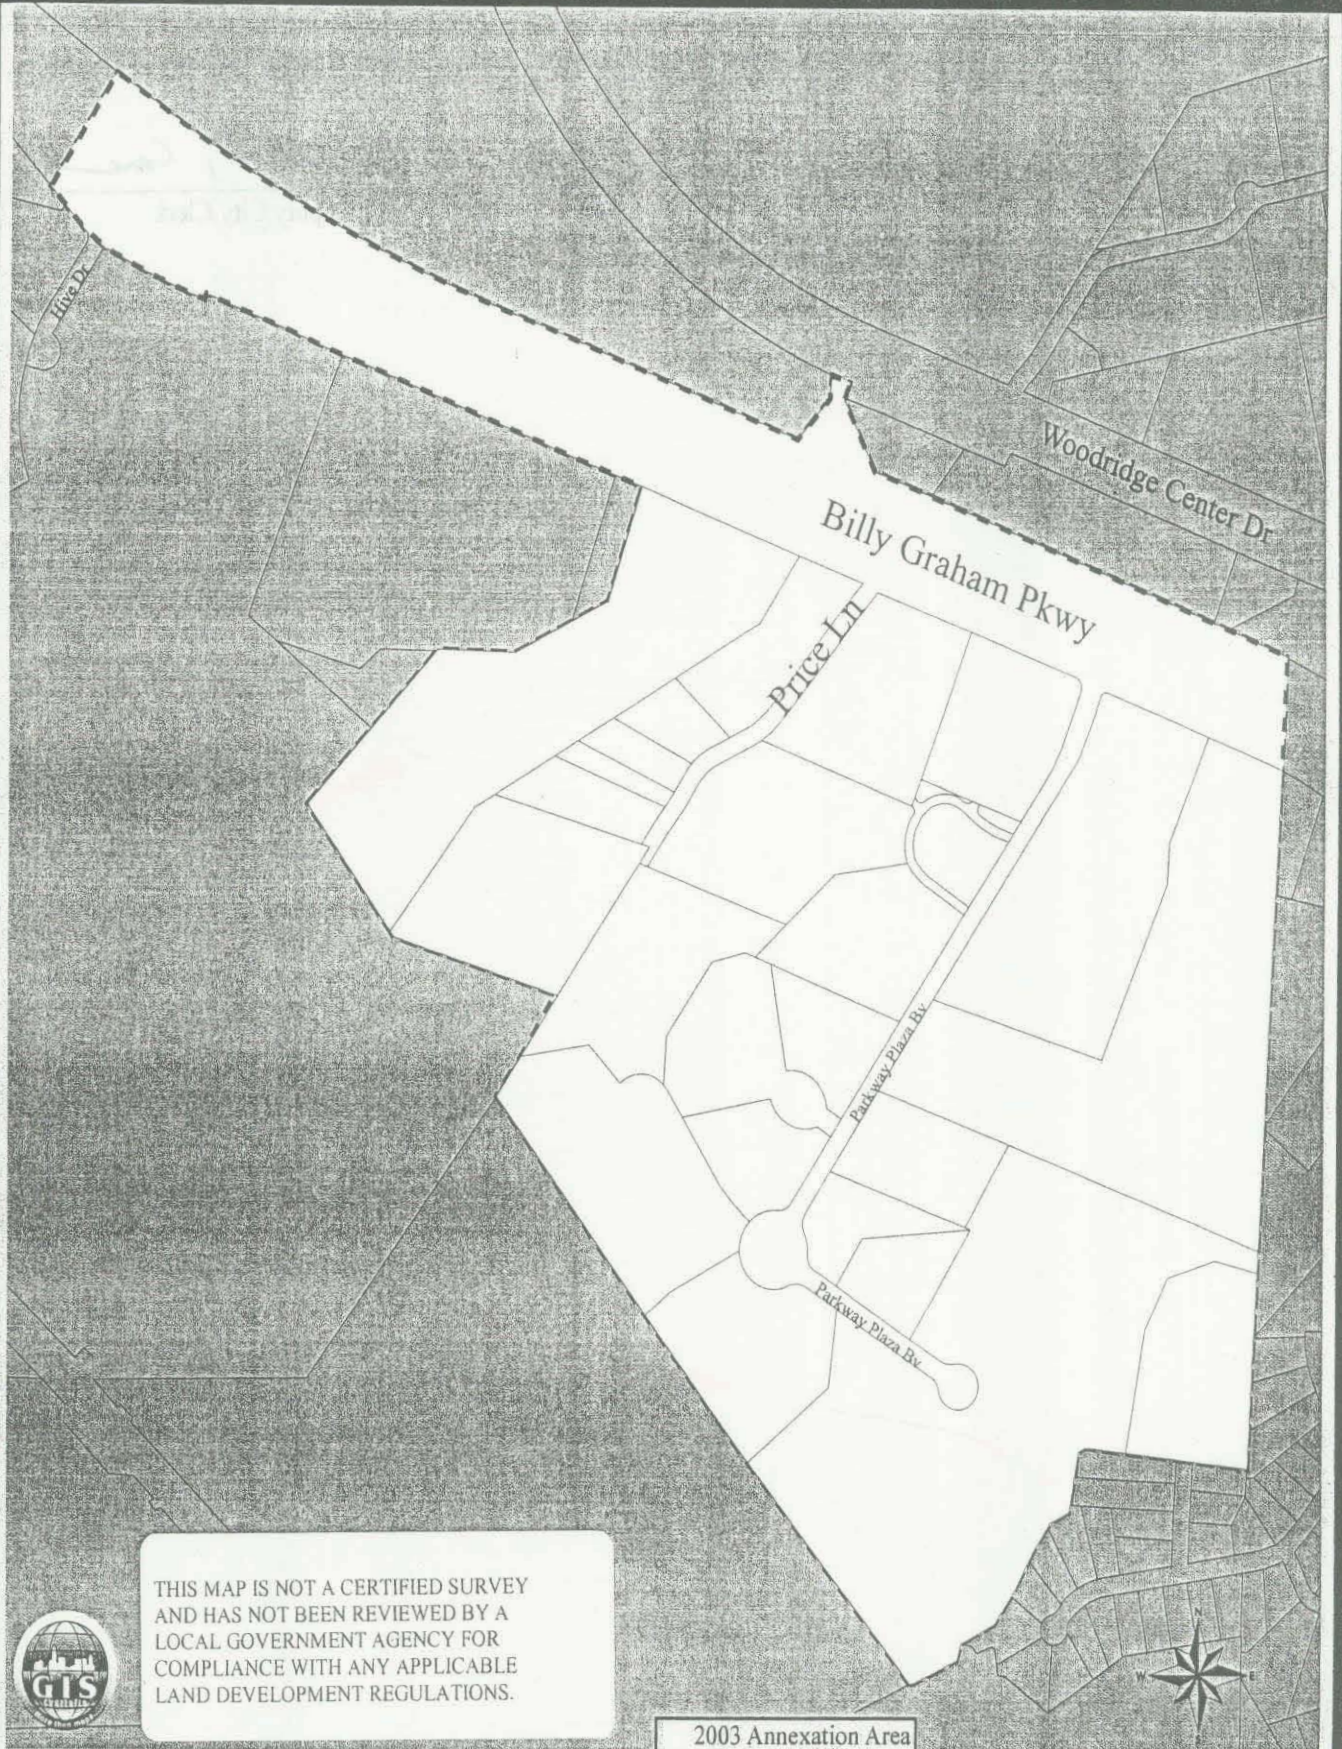 Hive Dr
Woodridge Center Dr
Billy Graham Pkwy
Price Ln
Parkway Plaza Bv
Parkway Plaza Bv
THIS MAP IS NOT A CERTIFIED SURVEY
AND HAS NOT BEEN REVIEWED BY A
LOCAL GOVERNMENT AGENCY FOR
COMPLIANCE WITH ANY APPLICABLE
LAND DEVELOPMENT REGULATIONS.
GIS
N
W
E
S
2003 Annexation Area